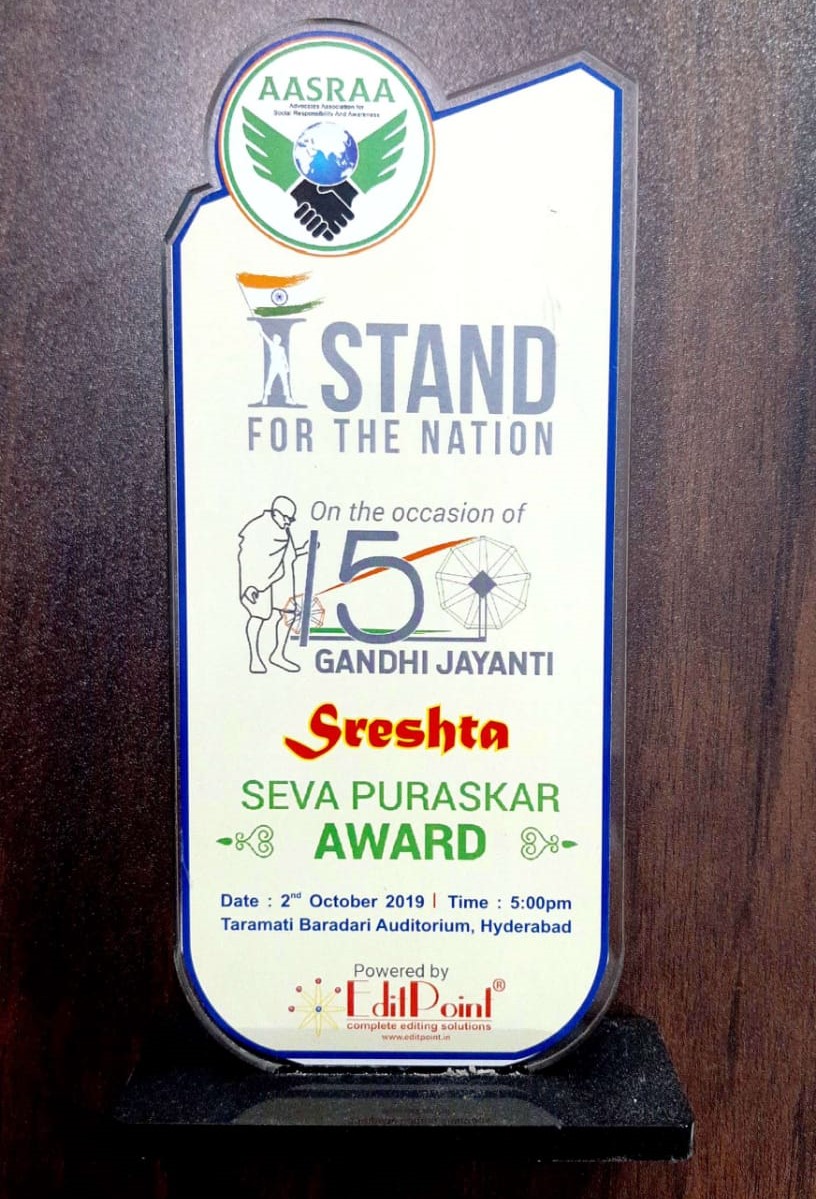 AASRAA
Advocates Association for
Social Responsibility And Awareness
I STAND
FOR THE NATION
On the occasion of
150
GANDHI JAYANTI
Sreshta
SEVA PURASKAR
AWARD
Date : 2nd October 2019 | Time : 5:00pm
Taramati Baradari Auditorium, Hyderabad
Powered by
EditPoint®
complete editing solutions
www.editpoint.in